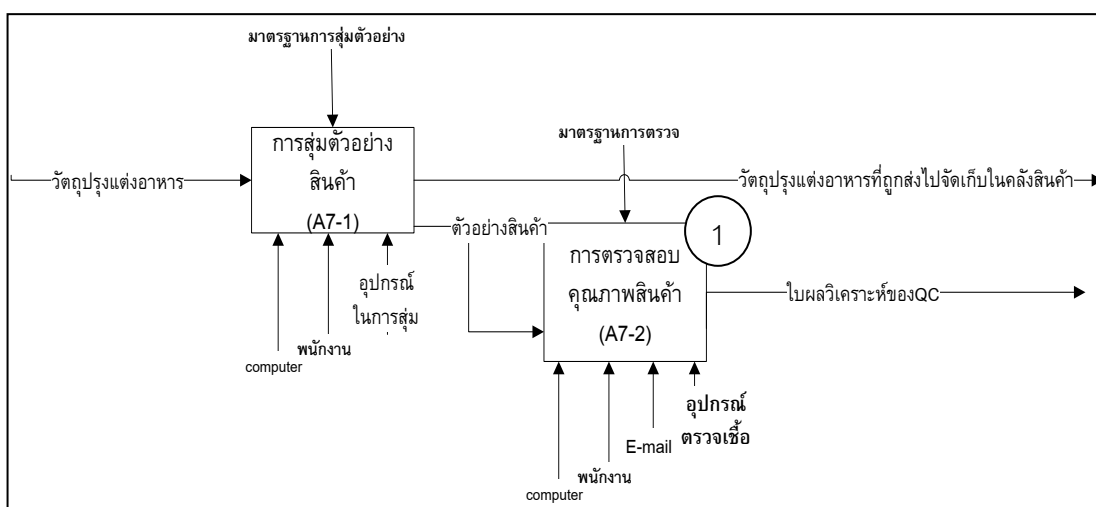 มาตรฐานการสุ่มตัวอย่าง
การสุ่มตัวอย่าง
สินค้า
(A7-1)
วัตถุปรุงแต่งอาหาร
มาตรฐานการตรวจ
วัตถุปรุงแต่งอาหารที่ถูกส่งไปจัดเก็บในคลังสินค้า
ตัวอย่างสินค้า
1
การตรวจสอบ
คุณภาพสินค้า
(A7-2)
ใบผลวิเคราะห์ของQC
อุปกรณ์
ในการสุ่ม
พนักงาน
computer
อุปกรณ์
ตรวจเชื้อ
E-mail
พนักงาน
computer